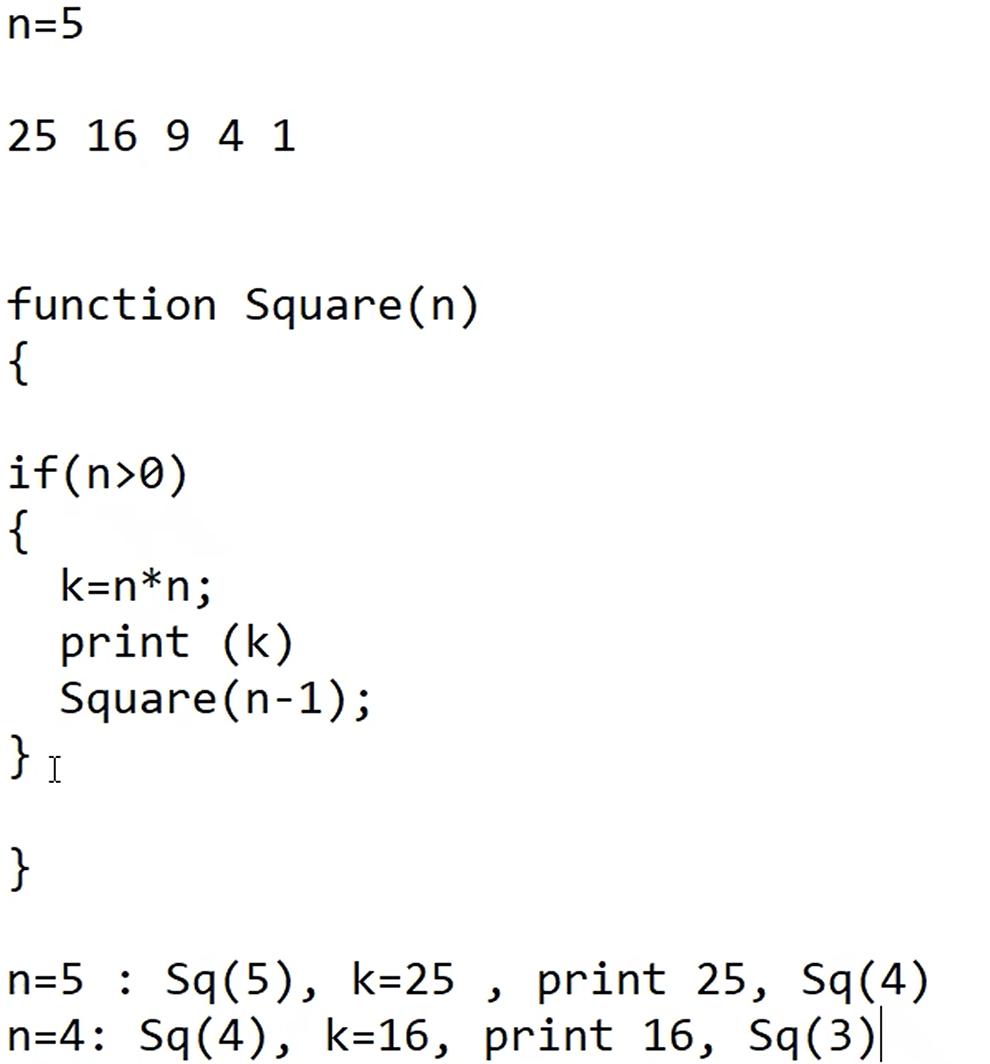 n=5
25 16 9 4 1
function Square(n)
{
if(n>0)
{
k=n*n;
print (k)
Square(n-1);
}
}
n=5 : Sq(5), k=25 , print 25, Sq(4)
n=4: Sq(4), k=16, print 16, Sq(3)